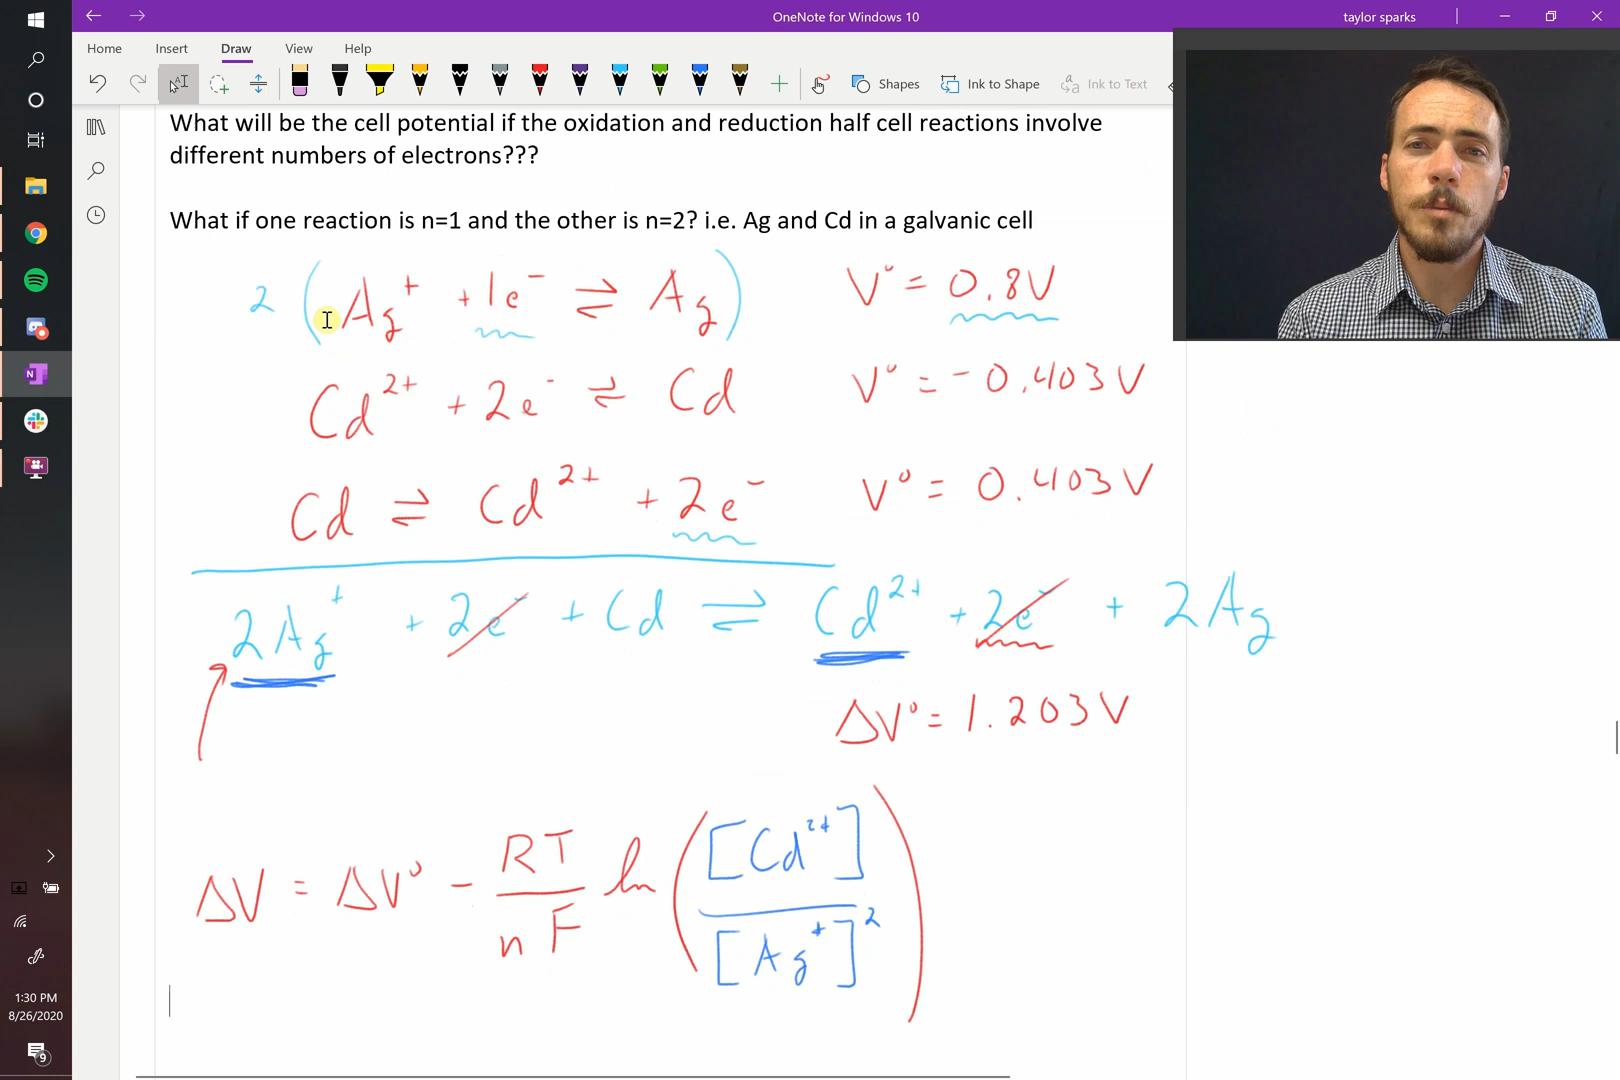 OneNote for Windows 10
taylor sparks
Home Insert Draw View Help
Shapes Ink to Shape Ink to Text
What will be the cell potential if the oxidation and reduction half cell reactions involve
different numbers of electrons???
What if one reaction is n=1 and the other is n=2? i.e. Ag and Cd in a galvanic cell
2 ( Ag⁺ + 1e⁻ ⇌ Ag ) V° = 0.8V
Cd²⁺ + 2e⁻ ⇌ Cd V° = -0.403V
Cd ⇌ Cd²⁺ + 2e⁻ V° = 0.403V
2Ag⁺ + 2e⁻ + Cd ⇌ Cd²⁺ + 2e⁻ + 2Ag
ΔV° = 1.203V
ΔV = ΔV° - RT/nF ln ( [Cd²⁺] / [Ag⁺]² )
1:30 PM
8/26/2020
9